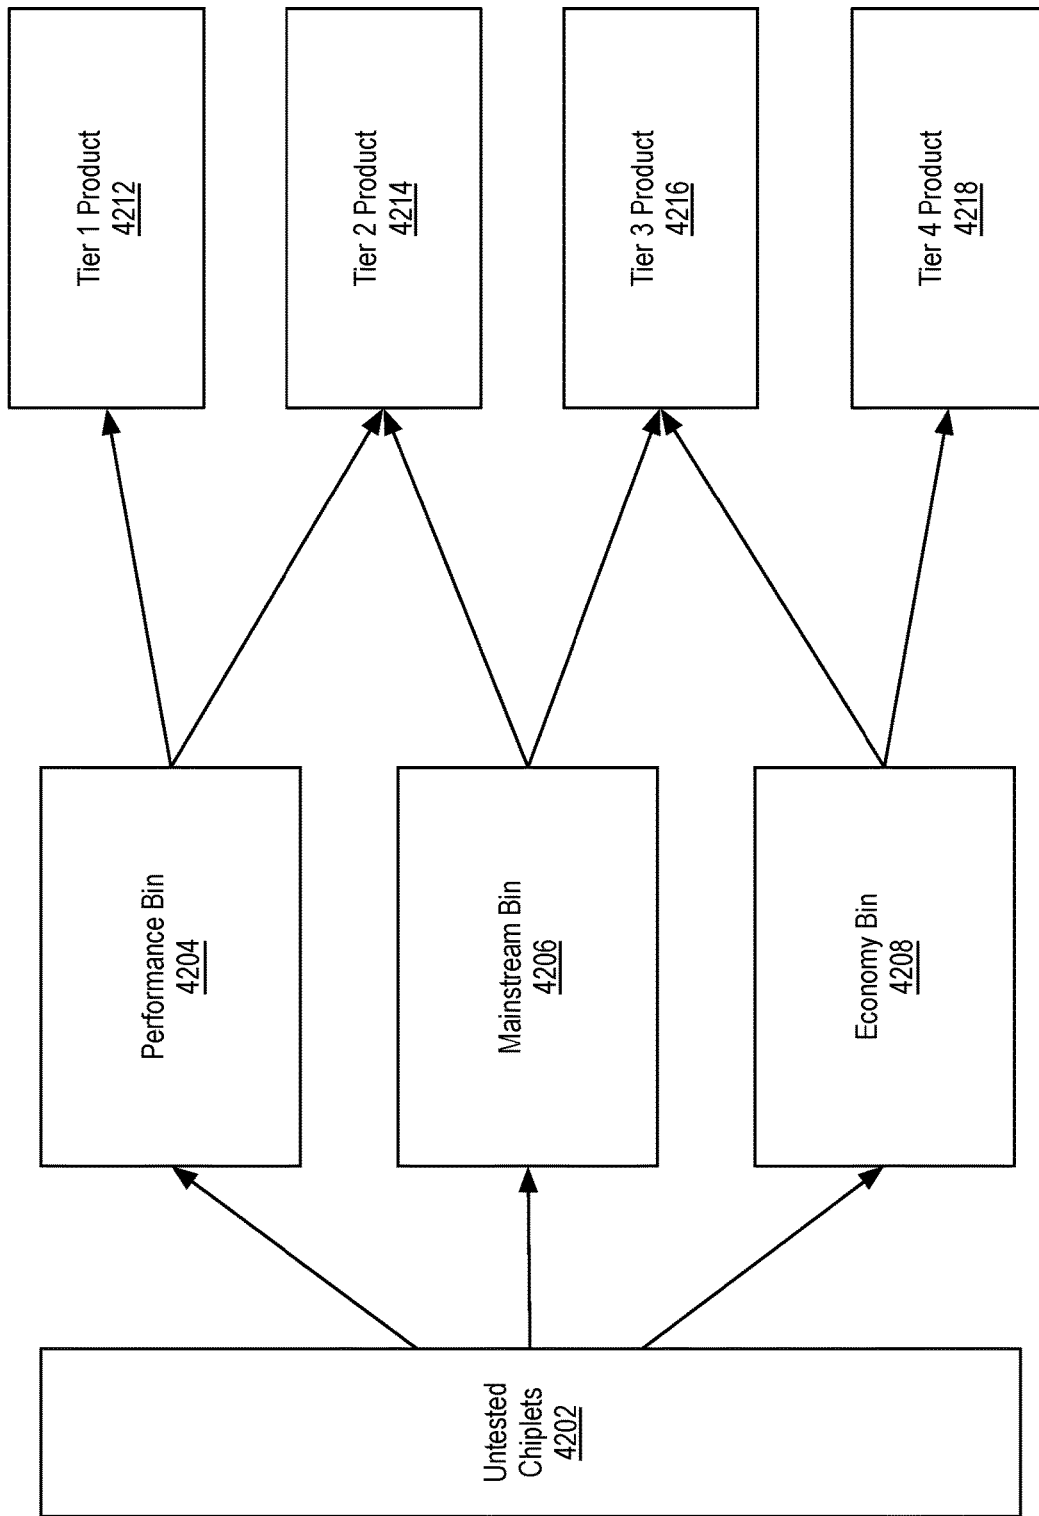 Untested
Chiplets
4202
Performance Bin
4204
Mainstream Bin
4206
Economy Bin
4208
Tier 1 Product
4212
Tier 2 Product
4214
Tier 3 Product
4216
Tier 4 Product
4218